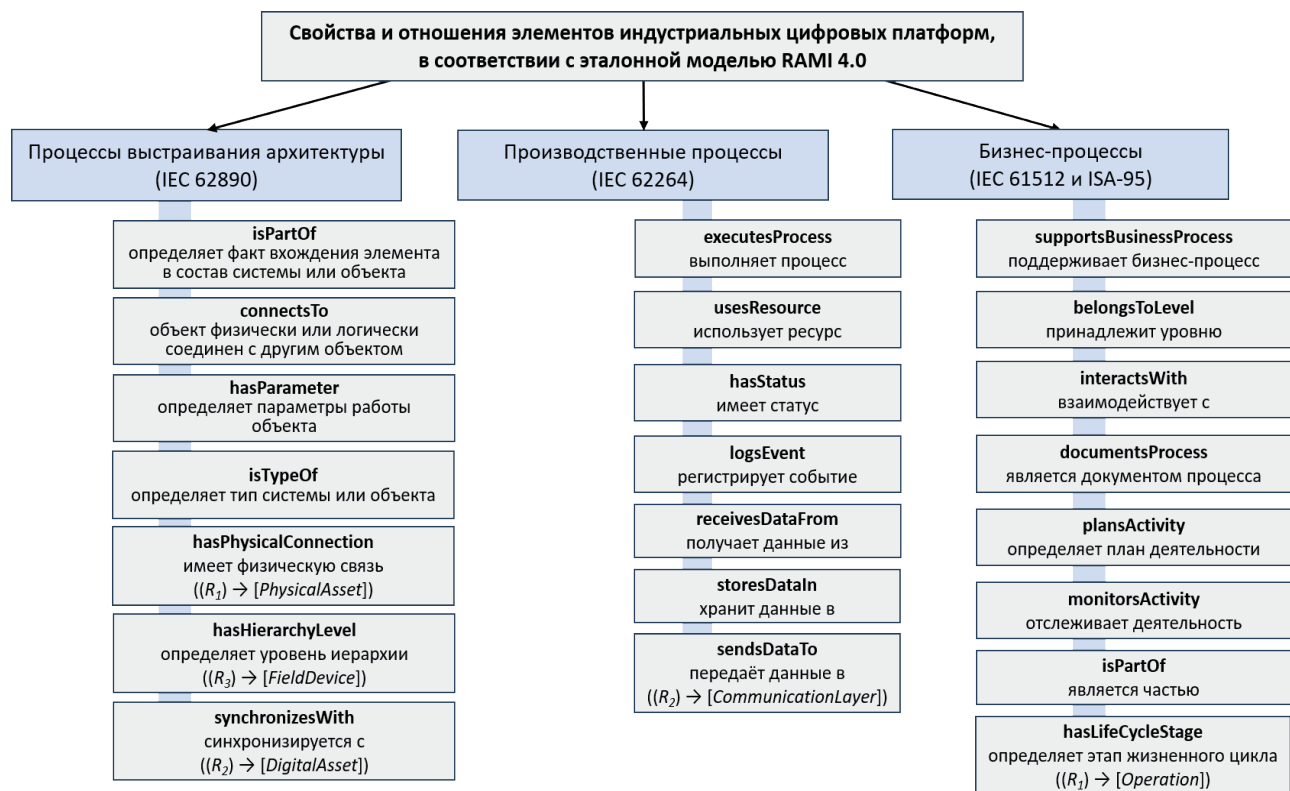 Свойства и отношения элементов индустриальных цифровых платформ,
в соответствии с эталонной моделью RAMI 4.0
Процессы выстраивания архитектуры
(IEC 62890)
isPartOf
определяет факт вхождения элемента
в состав системы или объекта
connectsTo
объект физически или логически
соединен с другим объектом
hasParameter
определяет параметры работы
объекта
isTypeOf
определяет тип системы или объекта
hasPhysicalConnection
имеет физическую связь
((R₁) → [PhysicalAsset])
hasHierarchyLevel
определяет уровень иерархии
((R₃) → [FieldDevice])
synchronizesWith
синхронизируется с
((R₂) → [DigitalAsset])
Производственные процессы
(IEC 62264)
executesProcess
выполняет процесс
usesResource
использует ресурс
hasStatus
имеет статус
logsEvent
регистрирует событие
receivesDataFrom
получает данные из
storesDataIn
хранит данные в
sendsDataTo
передаёт данные в
((R₂) → [CommunicationLayer])
Бизнес-процессы
(IEC 61512 и ISA-95)
supportsBusinessProcess
поддерживает бизнес-процесс
belongsToLevel
принадлежит уровню
interactsWith
взаимодействует с
documentsProcess
является документом процесса
plansActivity
определяет план деятельности
monitorsActivity
отслеживает деятельность
isPartOf
является частью
hasLifeCycleStage
определяет этап жизненного цикла
((R₁) → [Operation])